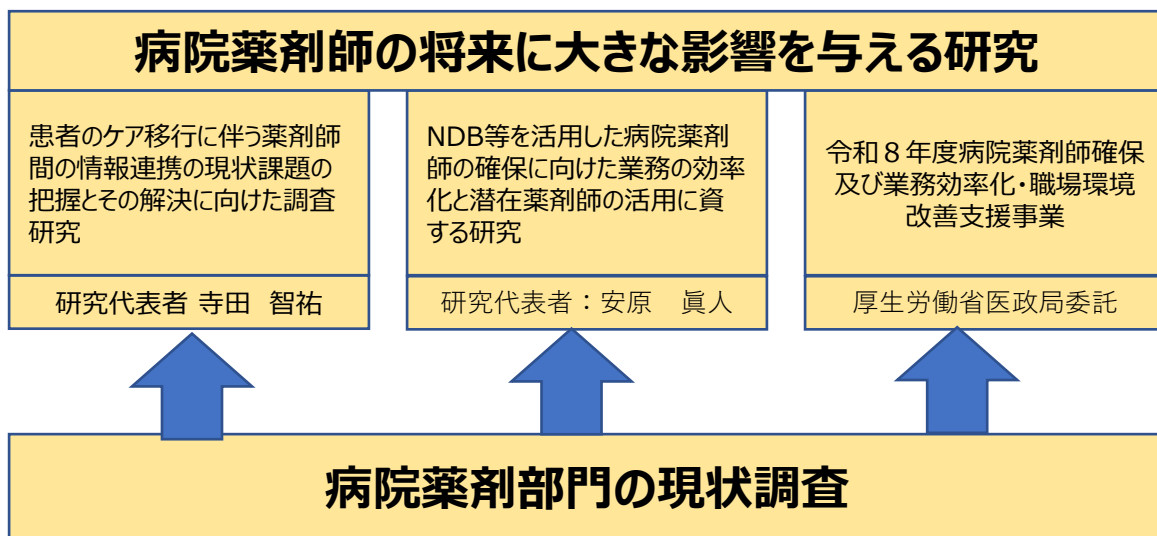 病院薬剤師の将来に大きな影響を与える研究
患者のケア移行に伴う薬剤師
間の情報連携の現状課題の
把握とその解決に向けた調査
研究
研究代表者 寺田　智祐
NDB等を活用した病院薬剤
師の確保に向けた業務の効率
化と潜在薬剤師の活用に資
する研究
研究代表者：安原　眞人
令和８年度病院薬剤師確保
及び業務効率化・職場環境
改善支援事業
厚生労働省医政局委託
病院薬剤部門の現状調査